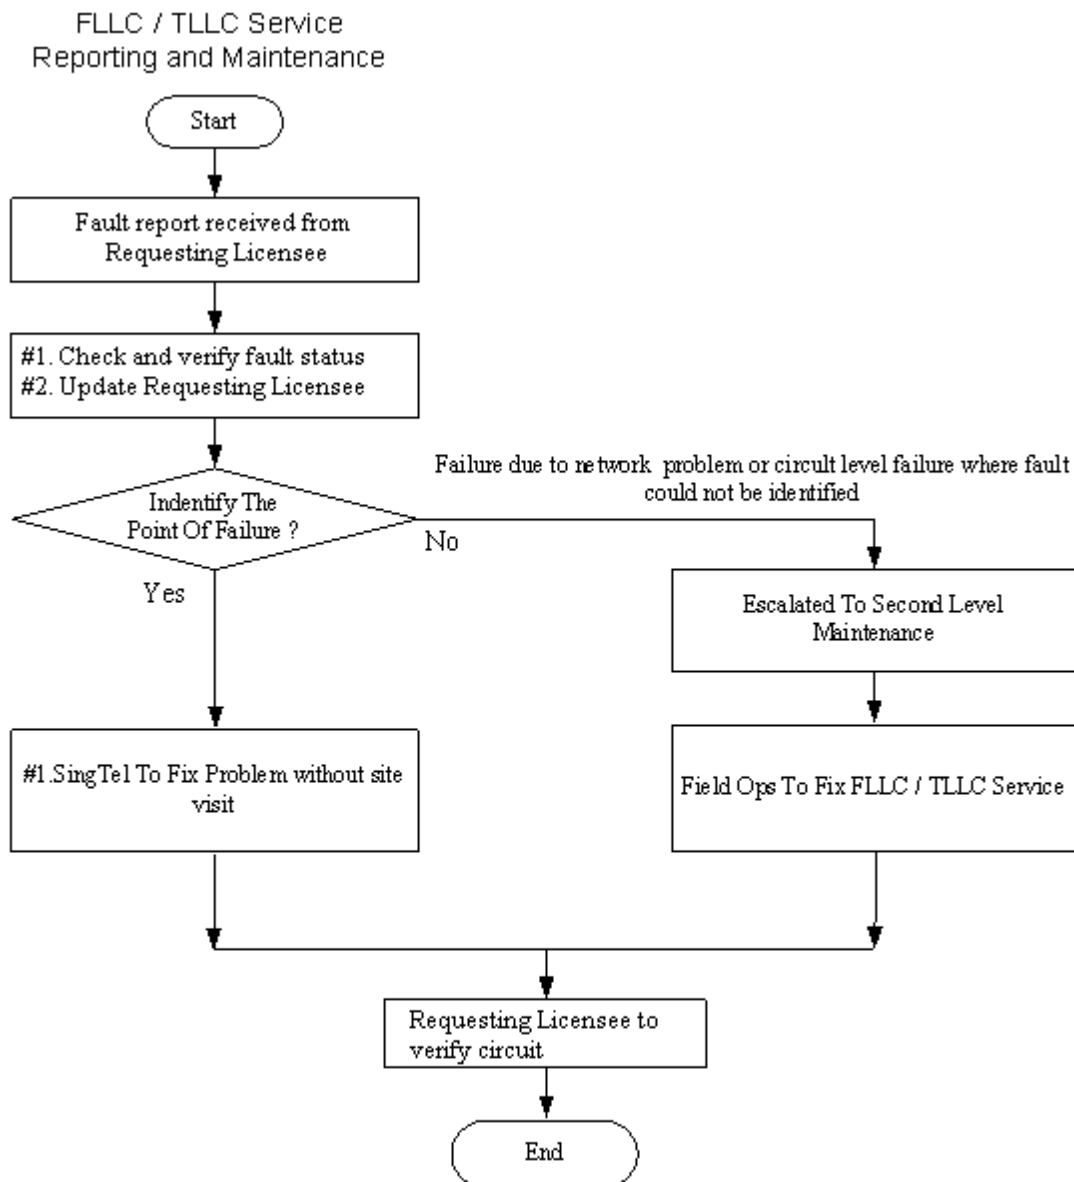 FLLC / TLLC Service
Reporting and Maintenance
Start
Fault report received from
Requesting Licensee
#1. Check and verify fault status
#2. Update Requesting Licensee
Failure due to network problem or circult level failure where fault
could not be identified
Indentify The
Point Of Failure ?
No
Yes
Escalated To Second Level
Maintenance
#1.SingTel To Fix Problem without site
visit
Field Ops To Fix FLLC / TLLC Service
Requesting Licensee to
verify circuit
End